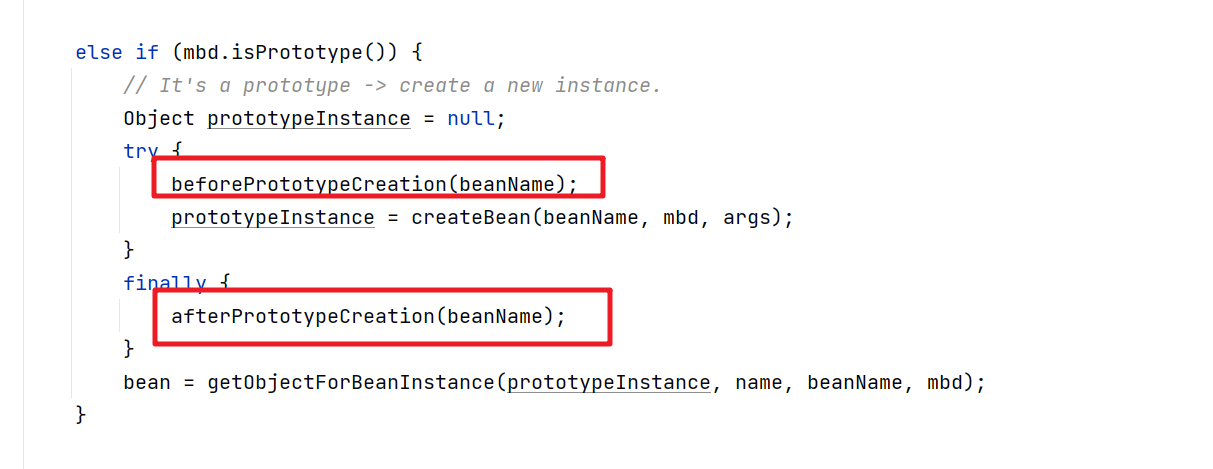 else if (mbd.isPrototype()) {
// It's a prototype -> create a new instance.
Object prototypeInstance = null;
try {
beforePrototypeCreation(beanName);
prototypeInstance = createBean(beanName, mbd, args);
}
finally {
afterPrototypeCreation(beanName);
}
bean = getObjectForBeanInstance(prototypeInstance, name, beanName, mbd);
}